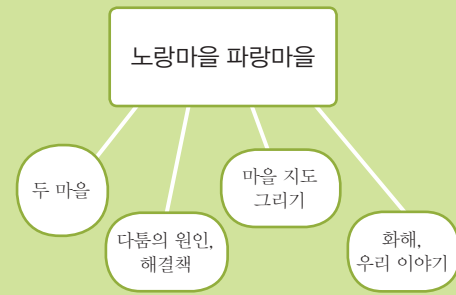 노랑마을 파랑마을
두 마을
다툼의 원인,
해결책
마을 지도
그리기
화해,
우리 이야기